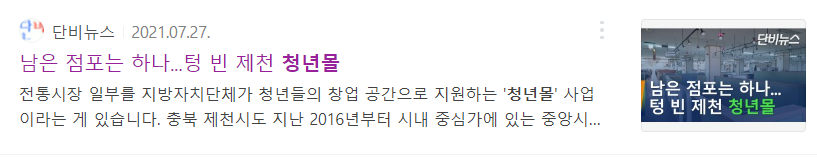 단비뉴스 2021.07.27.
남은 점포는 하나...텅 빈 제천 청년몰
전통시장 일부를 지방자치단체가 청년들의 창업 공간으로 지원하는 '청년몰' 사업
이라는 게 있습니다. 충북 제천시도 지난 2016년부터 시내 중심가에 있는 중앙시...
단비뉴스
남은 점포는 하나...
텅 빈 제천 청년몰